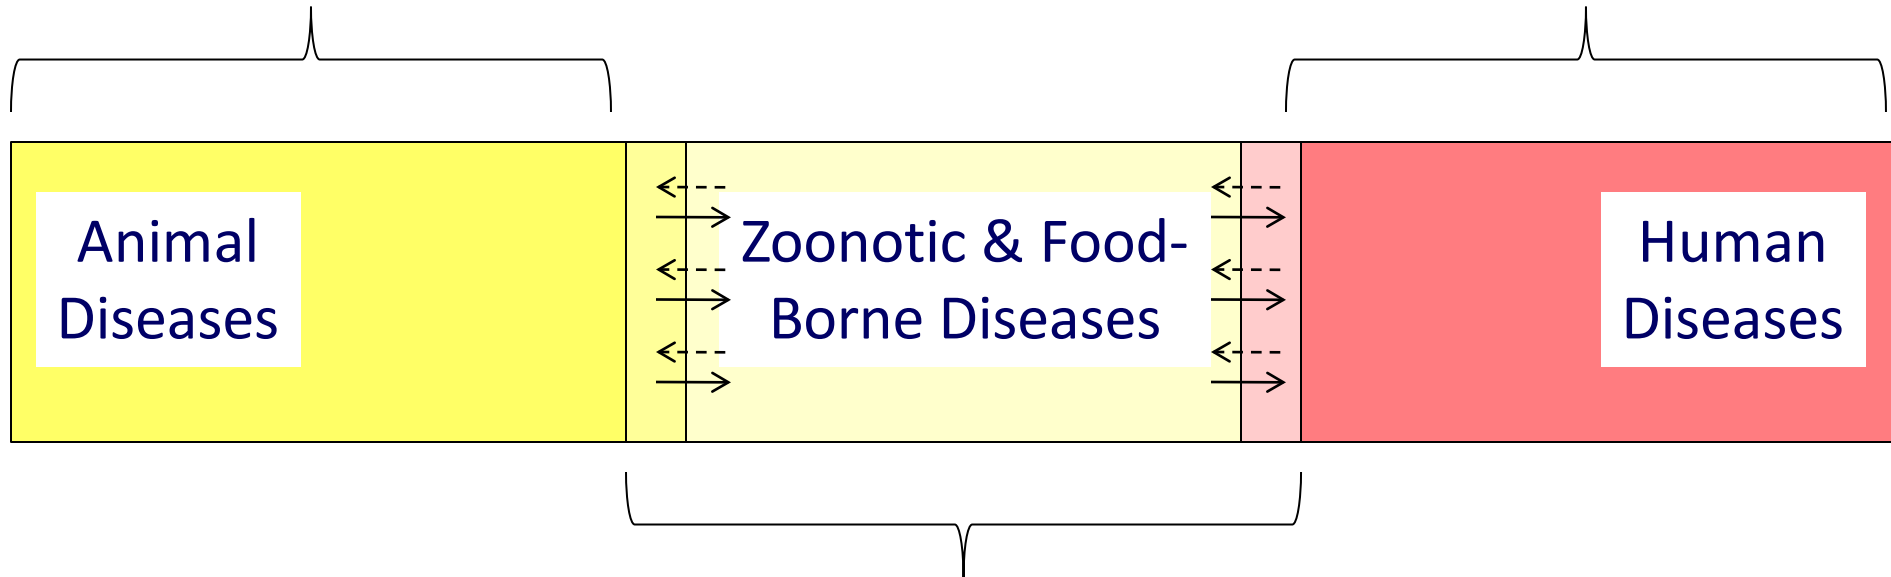 Animal
Diseases
Zoonotic & Food-
Borne Diseases
Human
Diseases